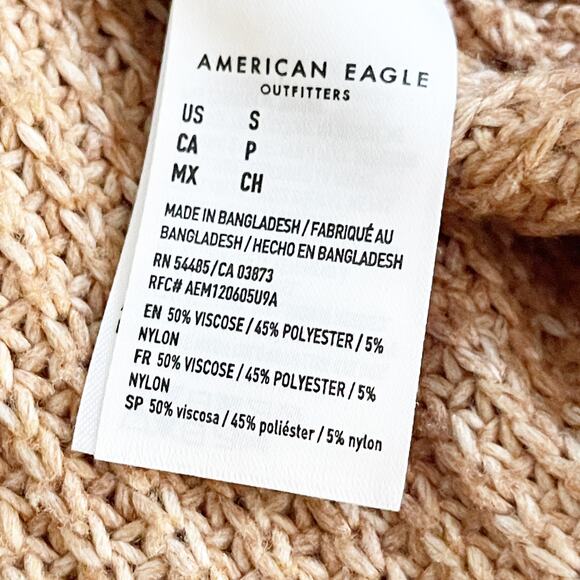 AMERICAN EAGLE
OUTFITTERS
US S
CA P
MX CH
MADE IN BANGLADESH / FABRIQUÉ AU
BANGLADESH / HECHO EN BANGLADESH
RN 54485 / CA 03873
RFC# AEM120605U9A
EN 50% VISCOSE / 45% POLYESTER / 5%
NYLON
FR 50% VISCOSE / 45% POLYESTER / 5%
NYLON
SP 50% viscosa / 45% poliéster / 5% nylon